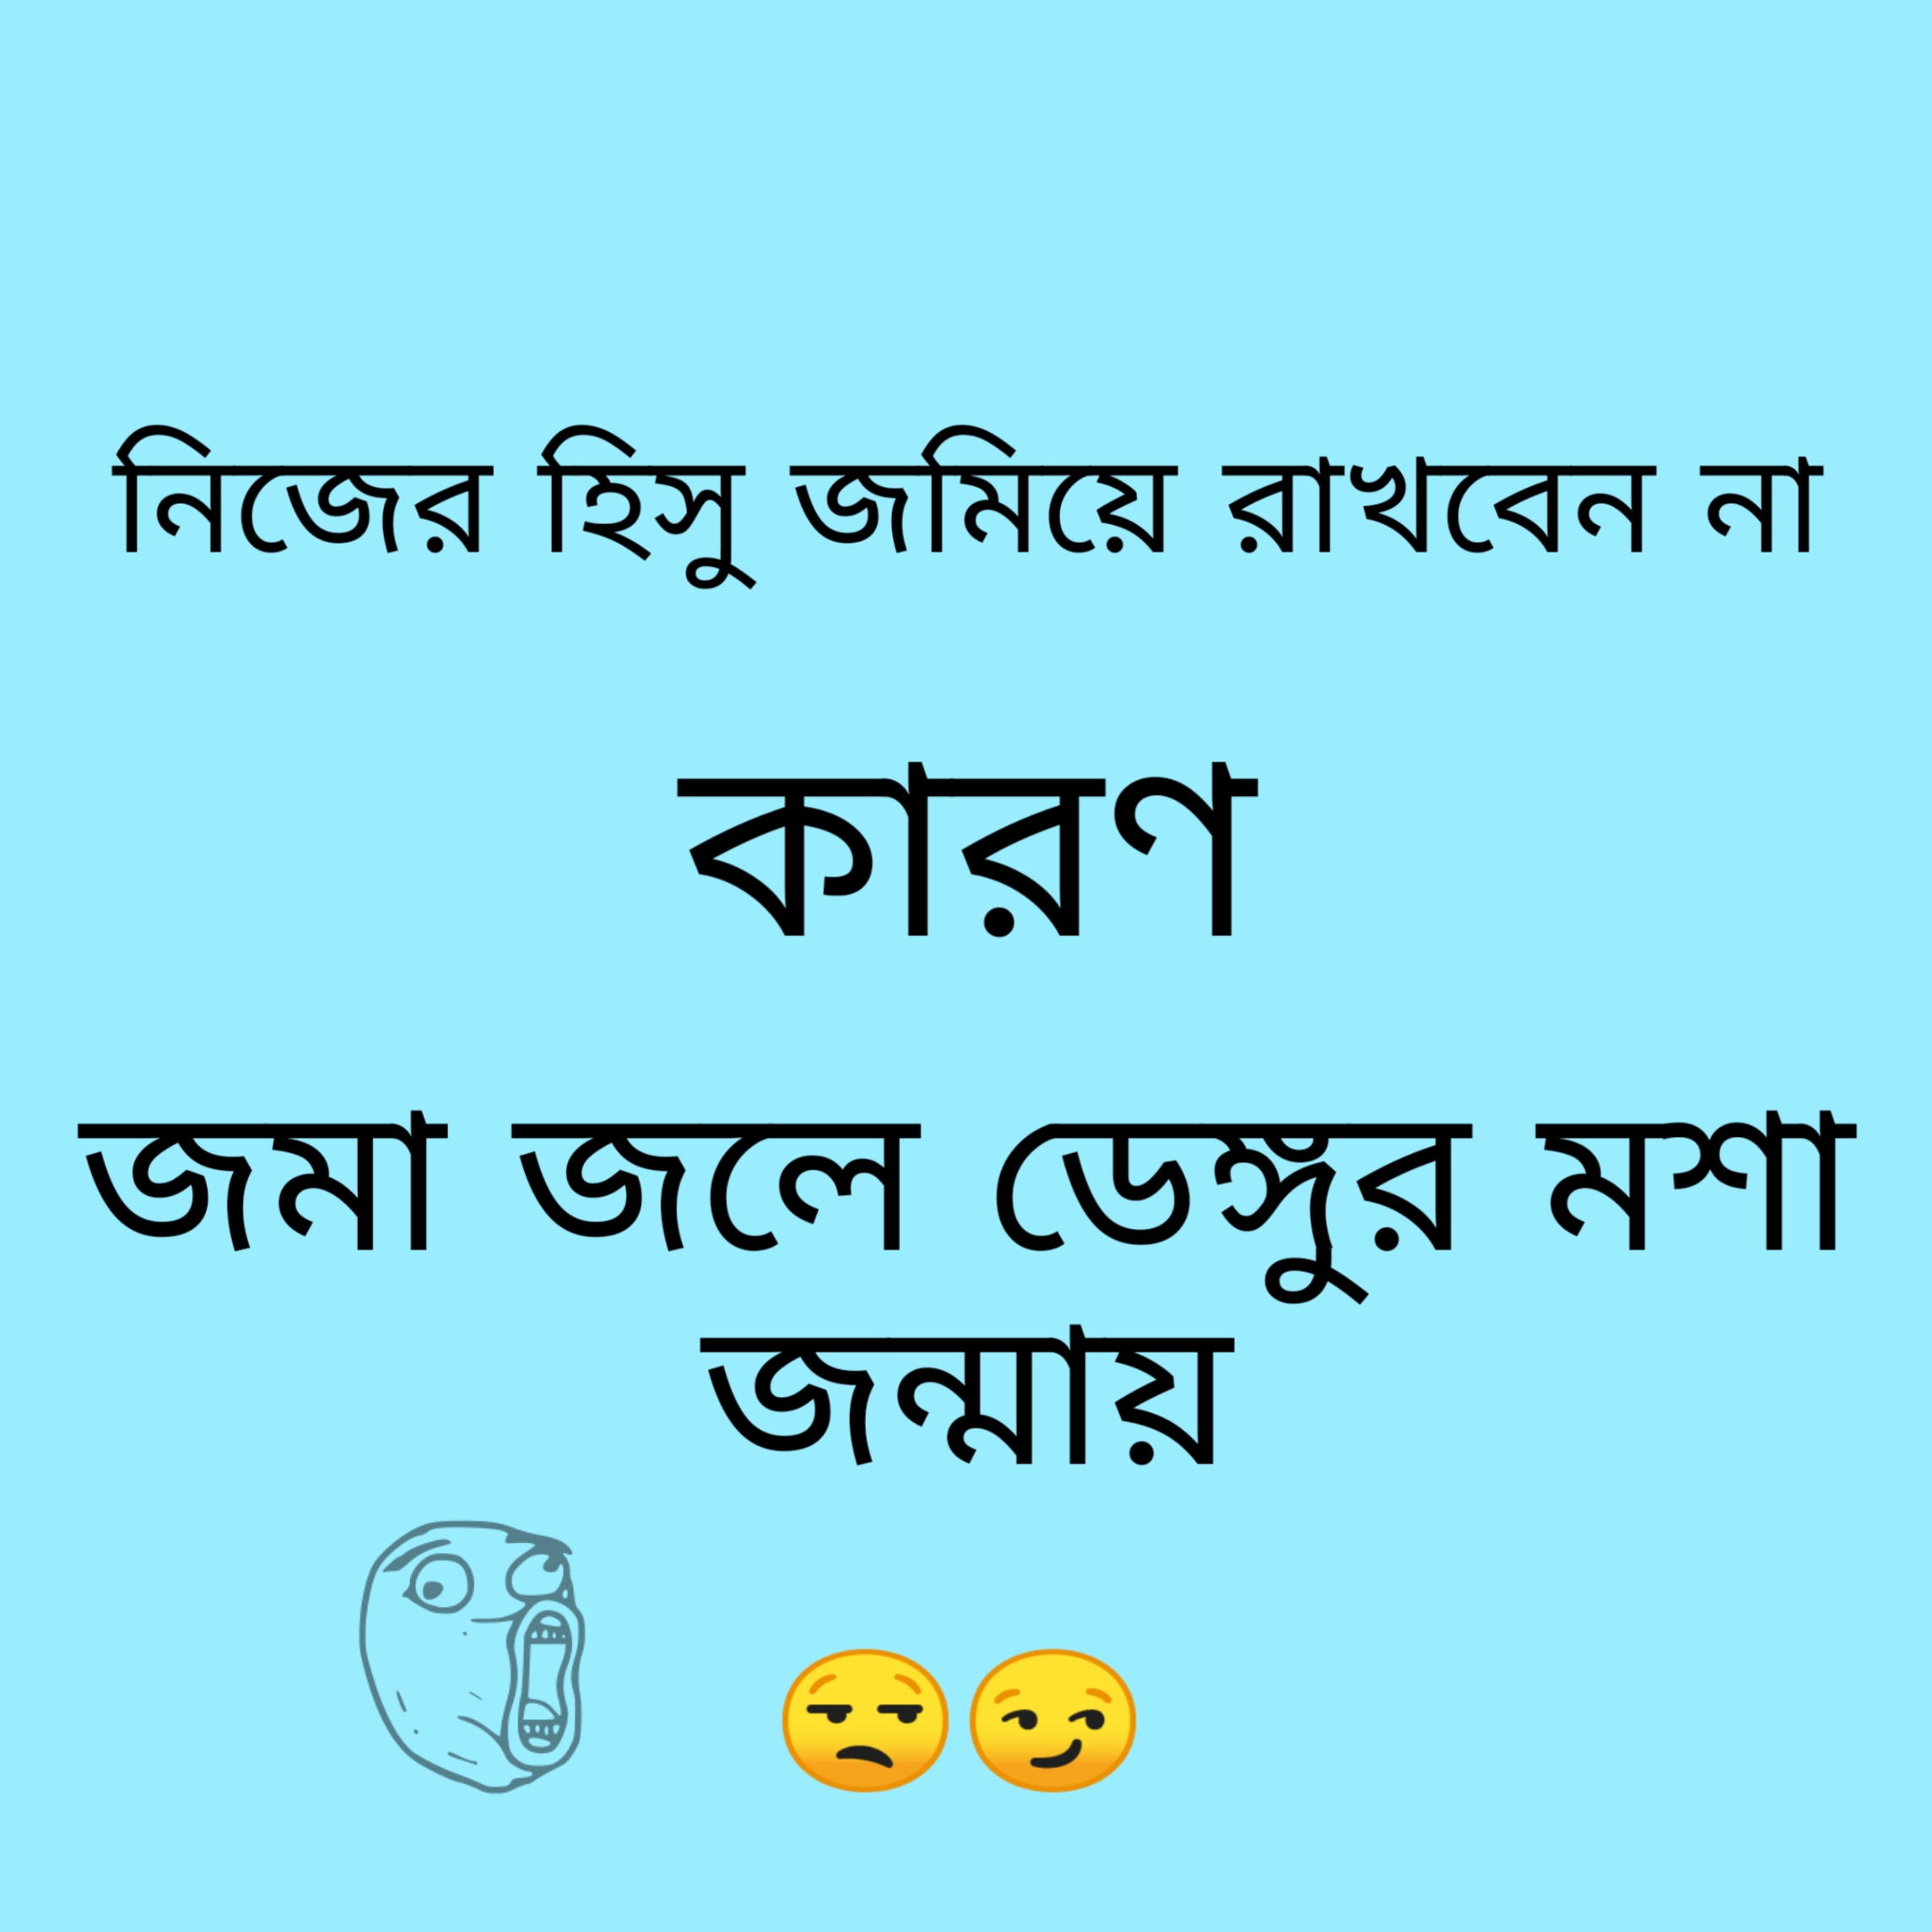 নিজের হিসু জমিয়ে রাখবেন না
কারণ
জমা জলে ডেঙ্গুর মশা
জন্মায়
😒😏